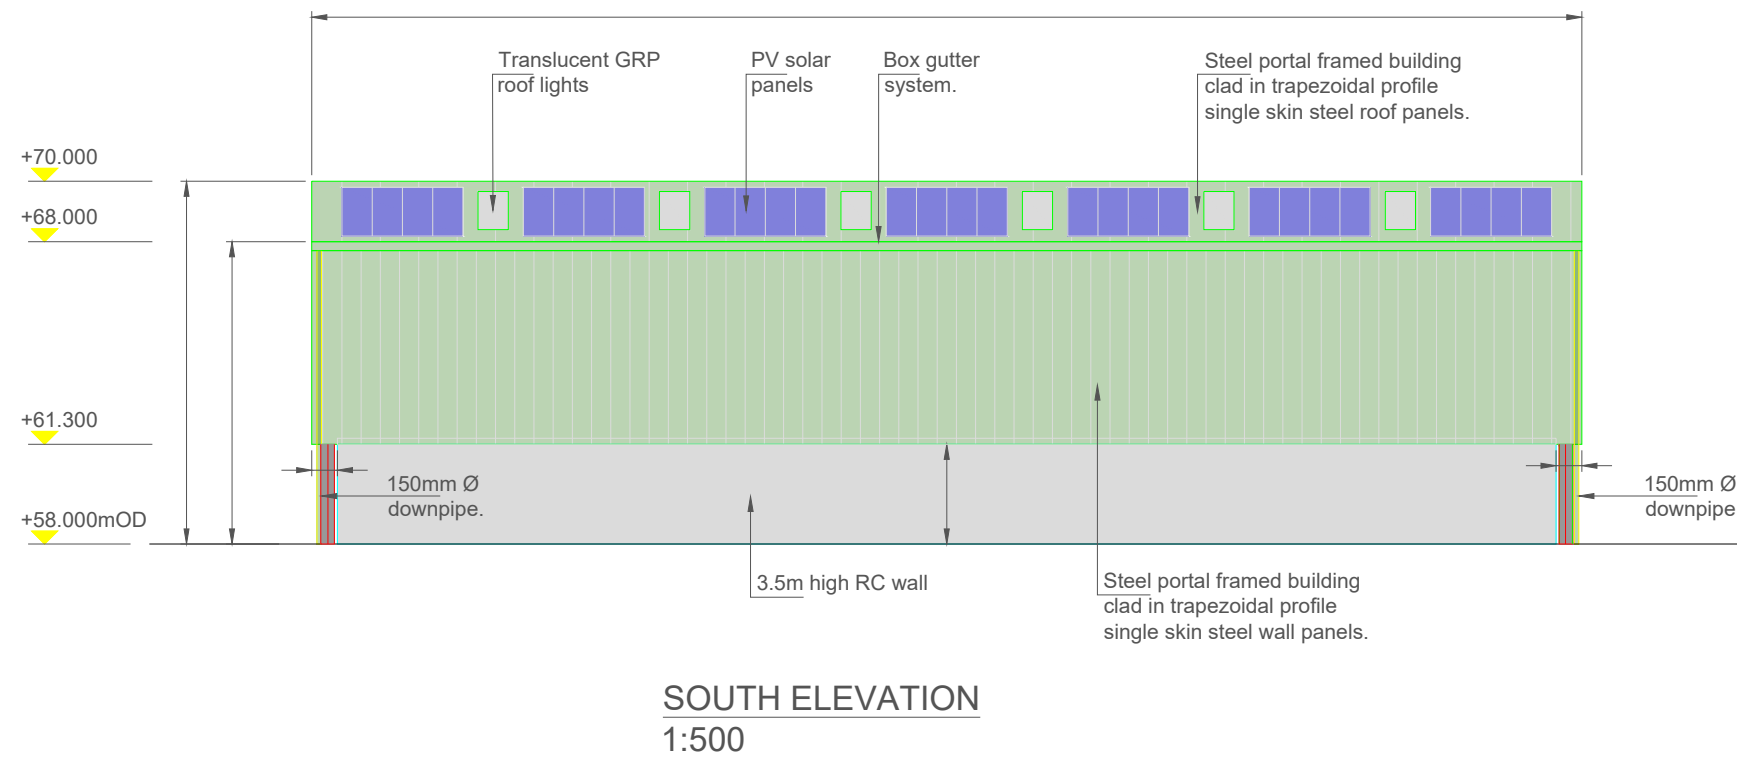 Translucent GRP
roof lights
PV solar
panels
Box gutter
system.
Steel portal framed building
clad in trapezoidal profile
single skin steel roof panels.
+70.000
+68.000
+61.300
+58.000mOD
150mm Ø
downpipe.
150mm Ø
downpipe
3.5m high RC wall
Steel portal framed building
clad in trapezoidal profile
single skin steel wall panels.
SOUTH ELEVATION
1:500